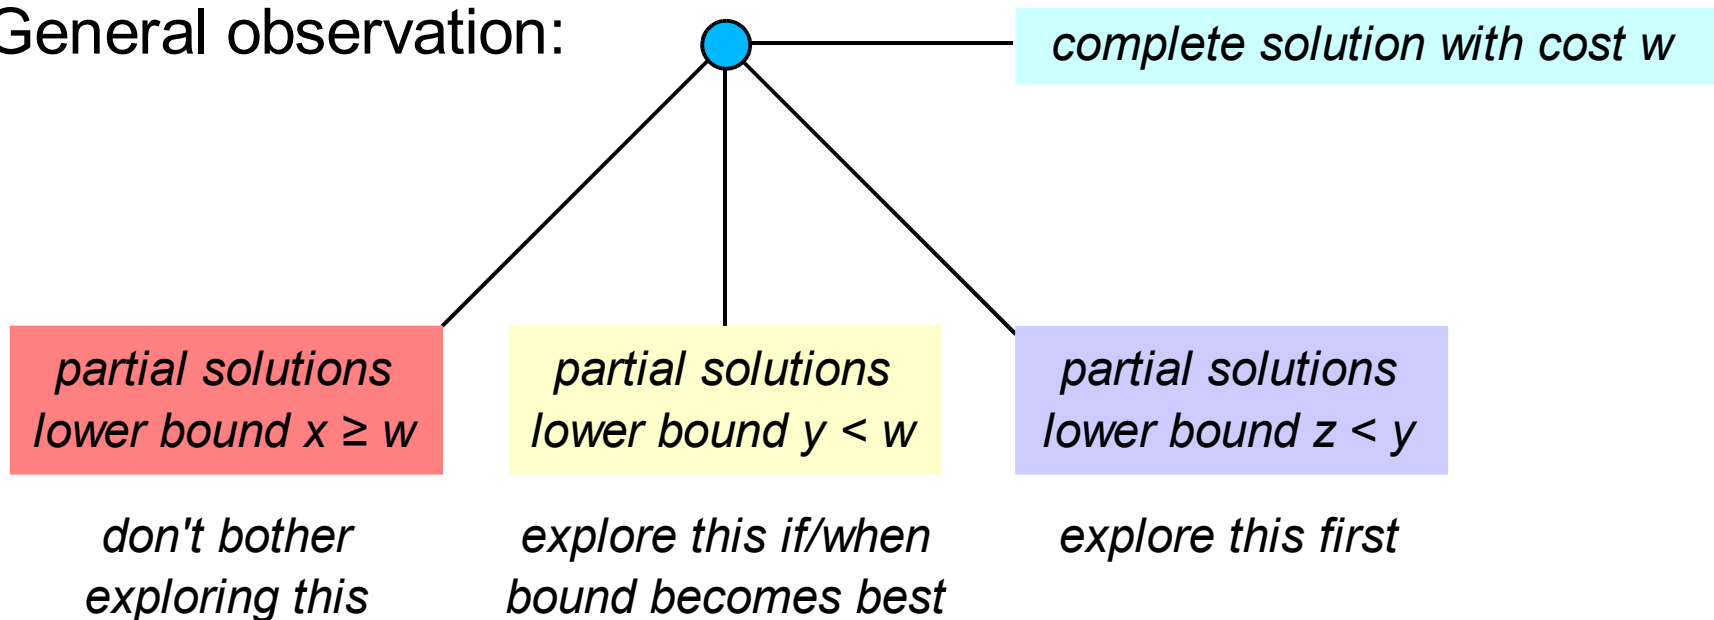 General observation:
complete solution with cost w
partial solutions
lower bound x ≥ w
partial solutions
lower bound y < w
partial solutions
lower bound z < y
don't bother
exploring this
explore this if/when
bound becomes best
explore this first